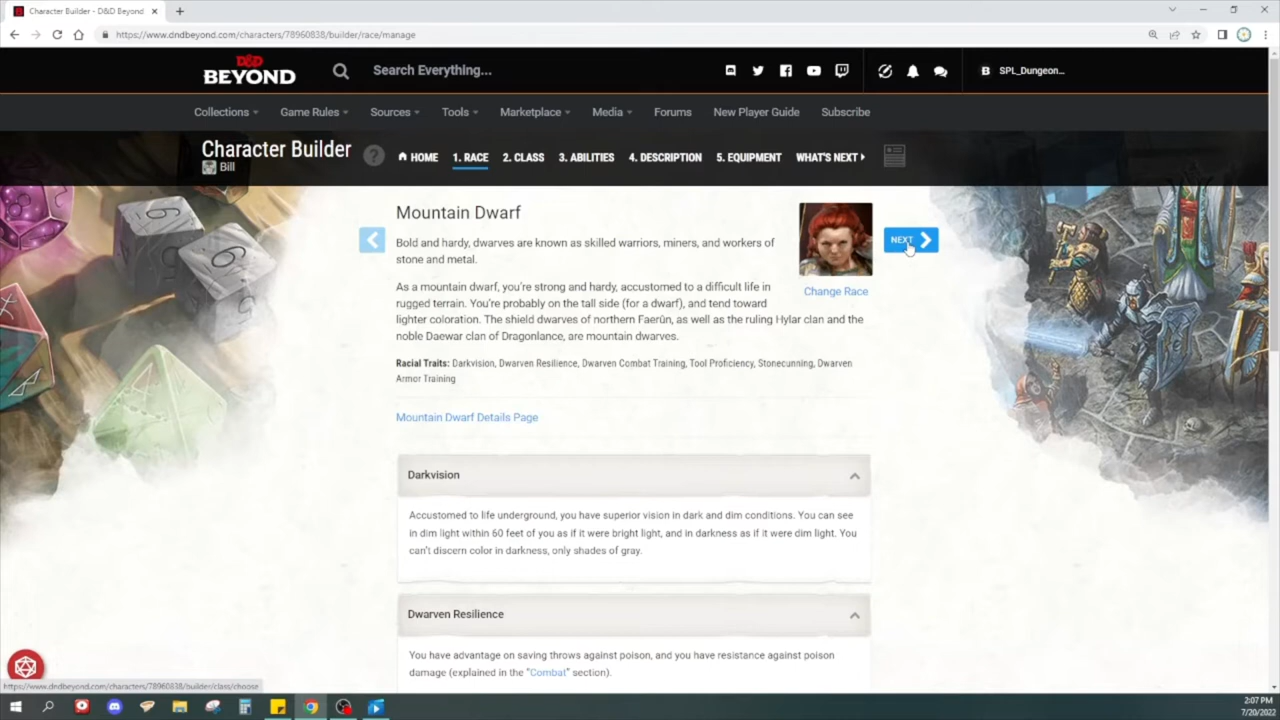 Character Builder - D&D Beyond
https://www.dndbeyond.com/characters/78960838/builder/race/manage
D&D
BEYOND
Search Everything...
B SPL_Dungeon...
Collections
Game Rules
Sources
Tools
Marketplace
Media
Forums
New Player Guide
Subscribe
Character Builder
Bill
?
HOME
1. RACE
2. CLASS
3. ABILITIES
4. DESCRIPTION
5. EQUIPMENT
WHAT'S NEXT
Mountain Dwarf
Bold and hardy, dwarves are known as skilled warriors, miners, and workers of
stone and metal.
NEXT
Change Race
As a mountain dwarf, you're strong and hardy, accustomed to a difficult life in
rugged terrain. You're probably on the tall side (for a dwarf), and tend toward
lighter coloration. The shield dwarves of northern Faerûn, as well as the ruling Hylar clan and the
noble Daewar clan of Dragonlance, are mountain dwarves.
Racial Traits: Darkvision, Dwarven Resilience, Dwarven Combat Training, Tool Proficiency, Stonecunning, Dwarven
Armor Training
Mountain Dwarf Details Page
Darkvision
Accustomed to life underground, you have superior vision in dark and dim conditions. You can see
in dim light within 60 feet of you as if it were bright light, and in darkness as if it were dim light. You
can't discern color in darkness, only shades of gray.
Dwarven Resilience
You have advantage on saving throws against poison, and you have resistance against poison
damage (explained in the "Combat" section).
https://www.dndbeyond.com/characters/78960838/builder/class/choose
2:07 PM
7/20/2022